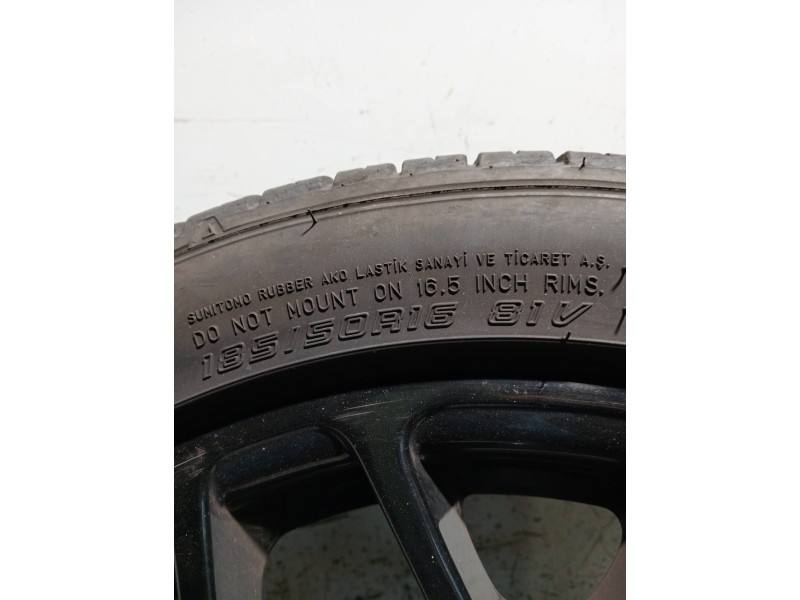 SUMITOMO RUBBER AKO LASTİK SANAYİ VE TİCARET A.Ş.
DO NOT MOUNT ON 16.5 INCH RIMS.
185/50R16 81V